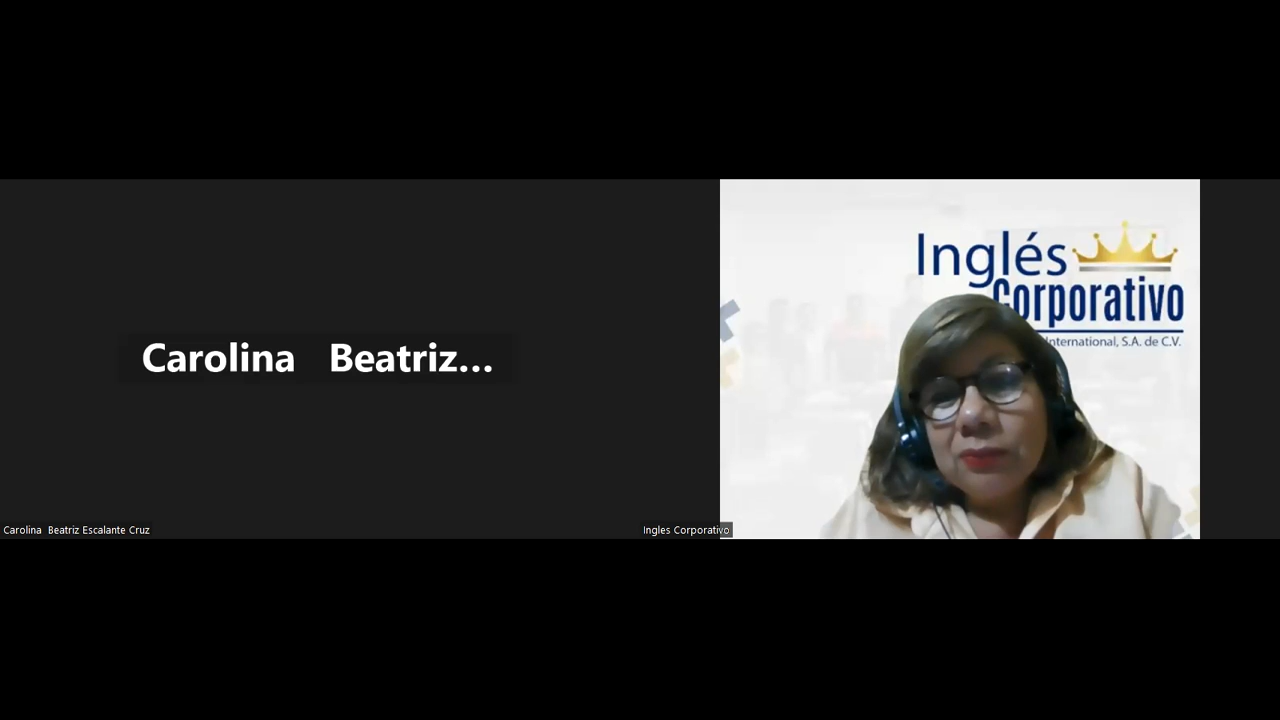 Carolina Beatriz...
Carolina Beatriz Escalante Cruz
Ingles Corporativo
Inglés
Corporativo
International, S.A. de C.V.